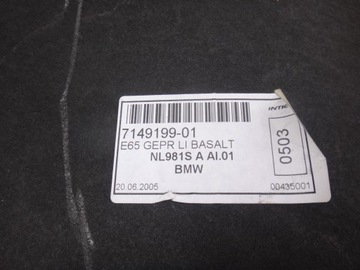 INTIE
7149199-01
E65 GEPR LI BASALT
NL981S A AI.01
BMW
0503
20.06.2005
00435001